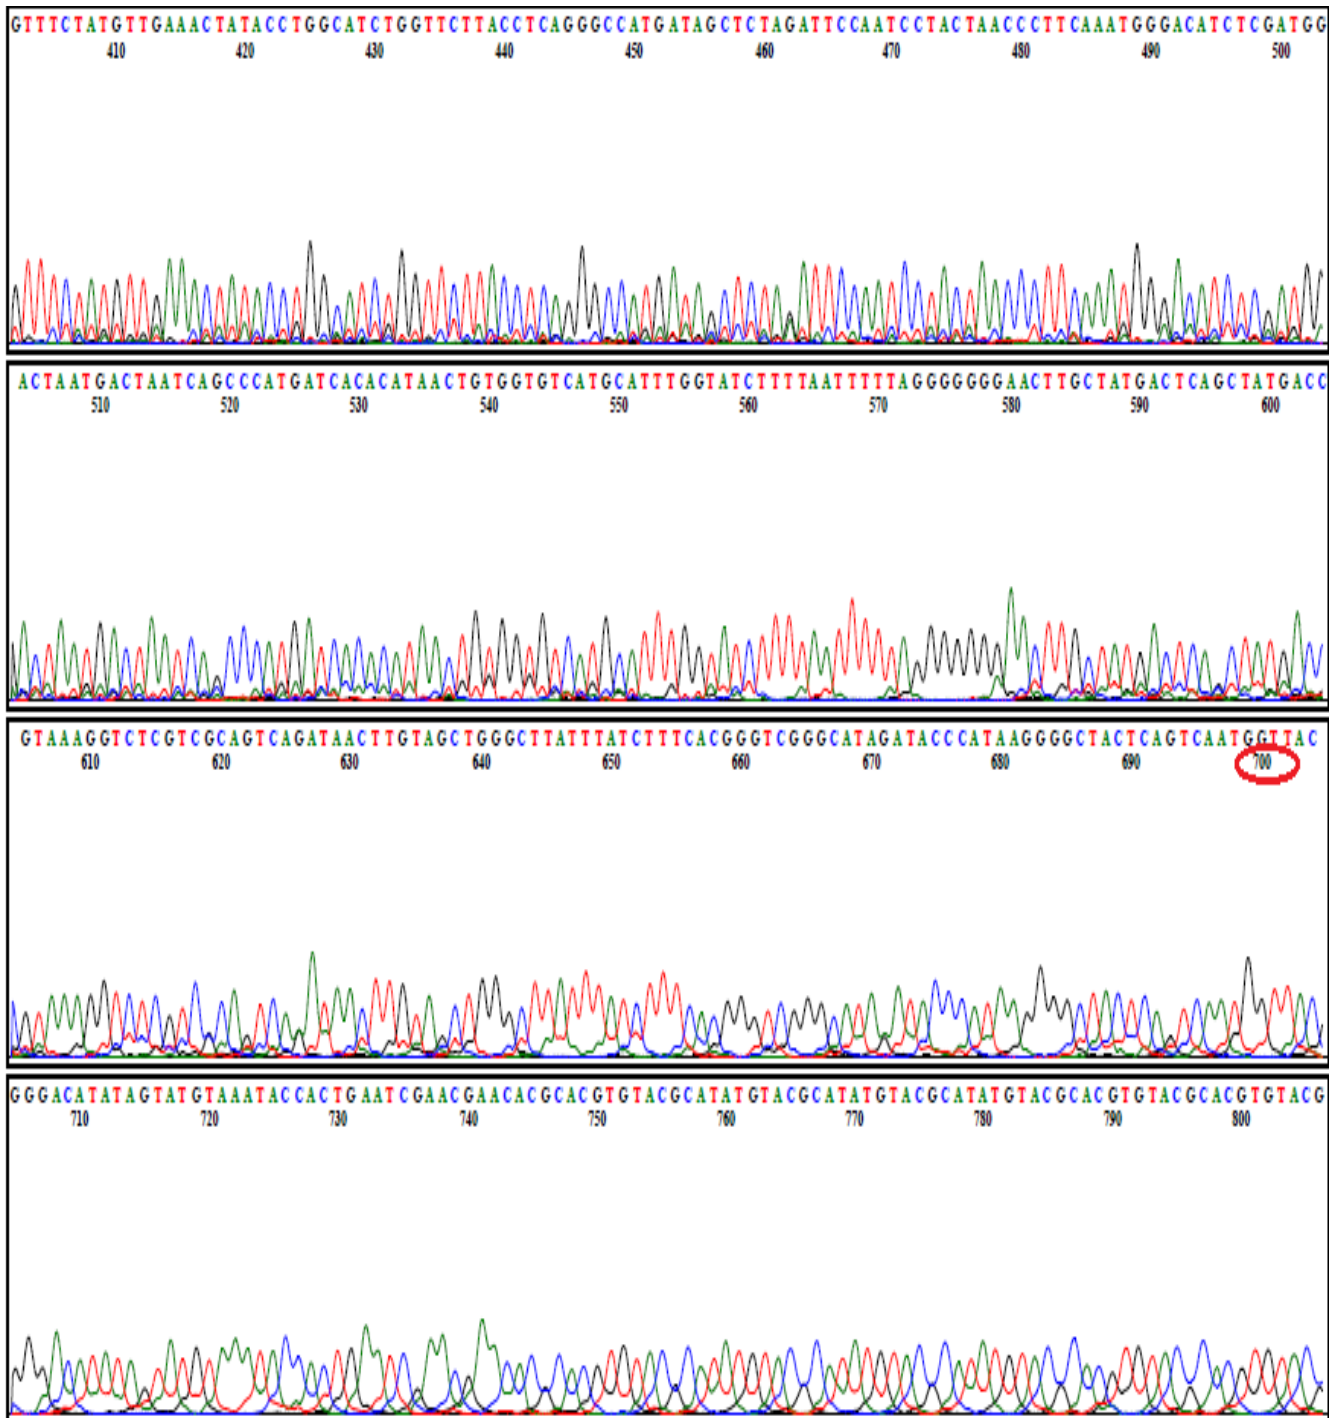 GTTTCTATGTTGAAACTATACCTGGCATCTGGTTCTTACCTCAGGGCCATGATAGCTCTAGATTCCAATCCTACTAACCCTTCAAATGGGACATCTCGATGG
410 420 430 440 450 460 470 480 490 500
ACTAATGACTAATCAGCCCATGATCACACATAACTGTGGTGTCATGCATTTGGTATCTTTTAATTTTTAGGGGGGGAACTTGCTATGACTCAGCTATGACC
510 520 530 540 550 560 570 580 590 600
GTAAAGGTCTCGTCGCAGTCAGATAACTTGTAGCTGGGCTTATTTATCTTTCACGGGTCGGGCATAGATACCCATAAGGGGCTACTCAGTCAATGGTTAC
610 620 630 640 650 660 670 680 690 700
GGGACATATAGTATGTAAATACCACTGAATCGAACGAACACGCACGTGTACGCATATGTACGCATATGTACGCATATGTACGCACGTGTACGCACGTGTACG
710 720 730 740 750 760 770 780 790 800